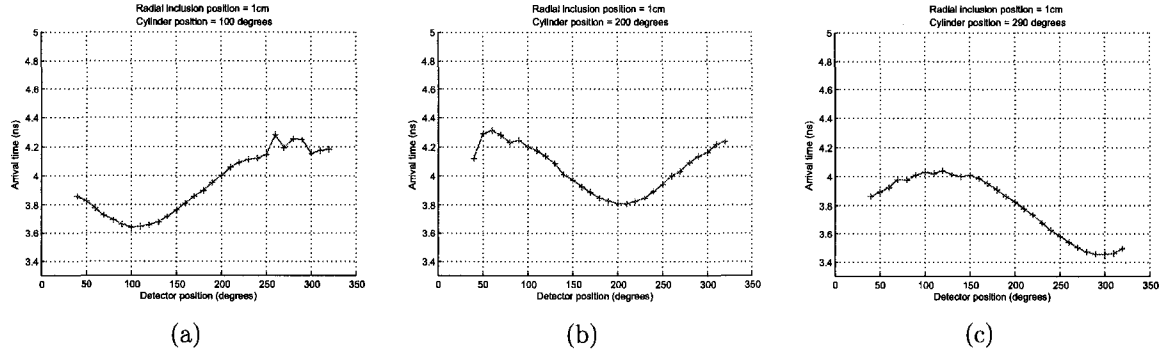 Radial inclusion position = 1cm
Cylinder position = 100 degrees
5
4.8
4.6
4.4
4.2
4
3.8
3.6
3.4
Arrival time (ns)
0 50 100 150 200 250 300 350
Detector position (degrees)
(a)
Radial inclusion position = 1cm
Cylinder position = 200 degrees
5
4.8
4.6
4.4
4.2
4
3.8
3.6
3.4
Arrival time (ns)
0 50 100 150 200 250 300 350
Detector position (degrees)
(b)
Radial inclusion position = 1cm
Cylinder position = 290 degrees
5
4.8
4.6
4.4
4.2
4
3.8
3.6
3.4
Arrival time (ns)
0 50 100 150 200 250 300 350
Detector position (degrees)
(c)